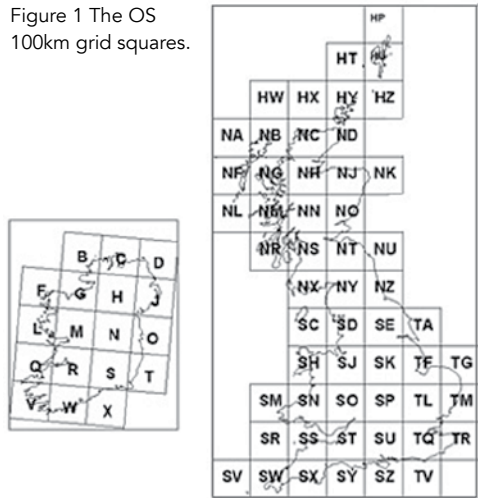 Figure 1 The OS
100km grid squares.
HP
HT HU
HW HX HY HZ
NA NB NC ND
NF NG NH NJ NK
NL NM NN NO
NR NS NT NU
NX NY NZ
SC SD SE TA
SH SJ SK TF TG
SM SN SO SP TL TM
SR SS ST SU TQ TR
SV SW SX SY SZ TV
B C D
F G H J
L M N O
Q R S T
V W X